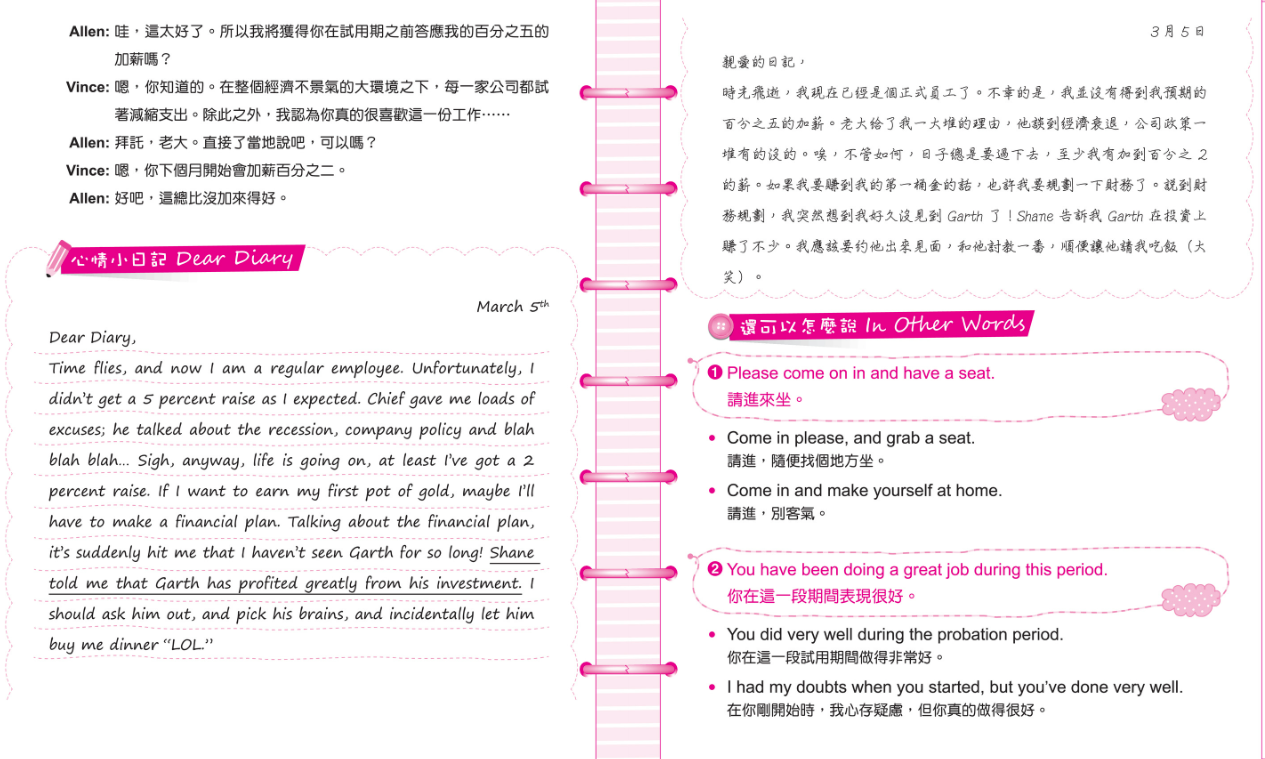 Allen: 哇，這太好了。所以我將獲得你在試用期之前答應我的百分之五的
加薪嗎？
Vince: 嗯，你知道的。在整個經濟不景氣的大環境之下，每一家公司都試
著減縮支出。除此之外，我認為你真的很喜歡這一份工作……
Allen: 拜託，老大。直接了當地說吧，可以嗎？
Vince: 嗯，你下個月開始會加薪百分之二。
Allen: 好吧，這總比沒加來得好。
心情小日記 Dear Diary
March 5th
Dear Diary,
Time flies, and now I am a regular employee. Unfortunately, I
didn't get a 5 percent raise as I expected. Chief gave me loads of
excuses; he talked about the recession, company policy and blah
blah blah... Sigh, anyway, life is going on, at least I've got a 2
percent raise. If I want to earn my first pot of gold, maybe I'll
have to make a financial plan. Talking about the financial plan,
it's suddenly hit me that I haven't seen Garth for so long! Shane
told me that Garth has profited greatly from his investment. I
should ask him out, and pick his brains, and incidentally let him
buy me dinner “LOL.”
3月5日
親愛的日記，
時光飛逝，我現在已經是個正式員工了。不幸的是，我並沒有得到我預期的
百分之五的加薪。老大給了我一大堆的理由，他談到經濟衰退，公司政策一
堆有的沒的。唉，不管如何，日子總是要過下去，至少我有加到百分之 2
的薪。如果我要賺到我的第一桶金的話，也許我要規劃一下財務了。說到財
務規劃，我突然想到我好久沒見到 Garth 了！Shane 告訴我 Garth 在投資上
賺了不少。我應該要約他出來見面，和他討教一番，順便讓他請我吃飯（大
笑）。
還可以怎麼說 In Other Words
1 Please come on in and have a seat.
請進來坐。
• Come in please, and grab a seat.
請進，隨便找個地方坐。
• Come in and make yourself at home.
請進，別客氣。
2 You have been doing a great job during this period.
你在這一段期間表現很好。
• You did very well during the probation period.
你在這一段試用期間做得非常好。
• I had my doubts when you started, but you've done very well.
在你剛開始時，我心存疑慮，但你真的做得很好。